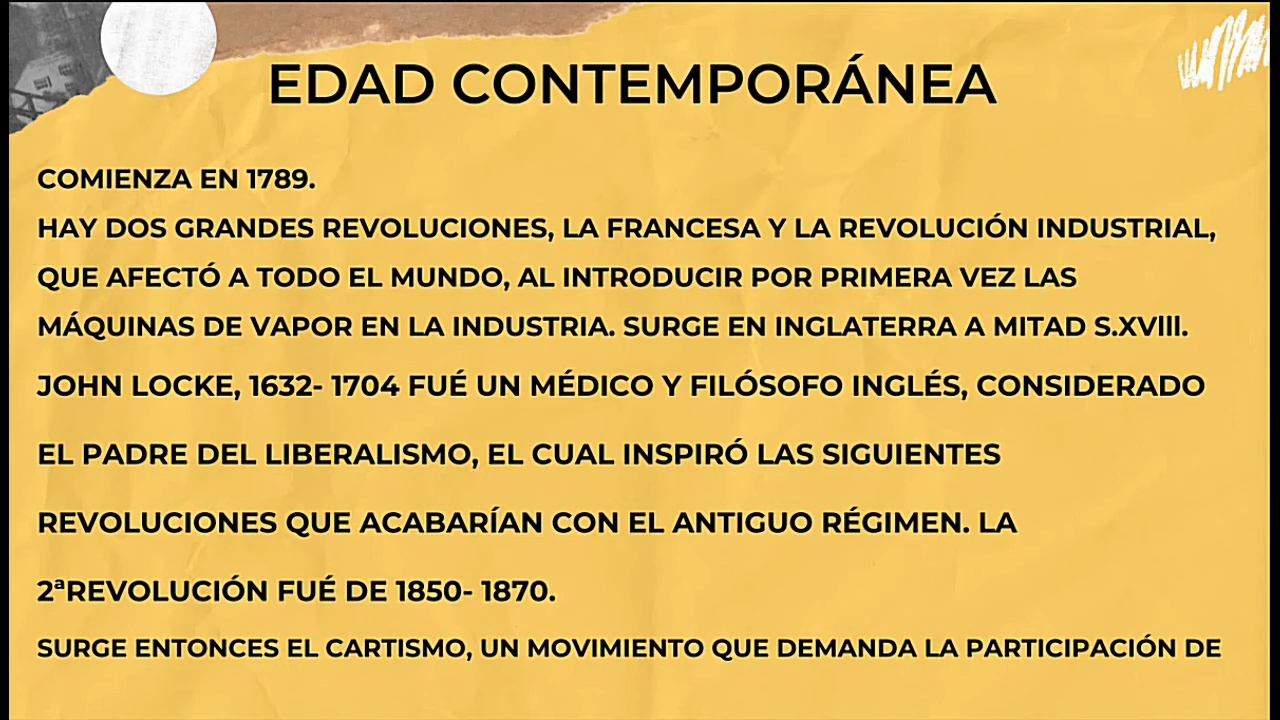 EDAD CONTEMPORÁNEA
COMIENZA EN 1789.
HAY DOS GRANDES REVOLUCIONES, LA FRANCESA Y LA REVOLUCIÓN INDUSTRIAL,
QUE AFECTÓ A TODO EL MUNDO, AL INTRODUCIR POR PRIMERA VEZ LAS
MÁQUINAS DE VAPOR EN LA INDUSTRIA. SURGE EN INGLATERRA A MITAD S.XVlll.
JOHN LOCKE, 1632- 1704 FUÉ UN MÉDICO Y FILÓSOFO INGLÉS, CONSIDERADO
EL PADRE DEL LIBERALISMO, EL CUAL INSPIRÓ LAS SIGUIENTES
REVOLUCIONES QUE ACABARÍAN CON EL ANTIGUO RÉGIMEN. LA
2ªREVOLUCIÓN FUÉ DE 1850- 1870.
SURGE ENTONCES EL CARTISMO, UN MOVIMIENTO QUE DEMANDA LA PARTICIPACIÓN DE